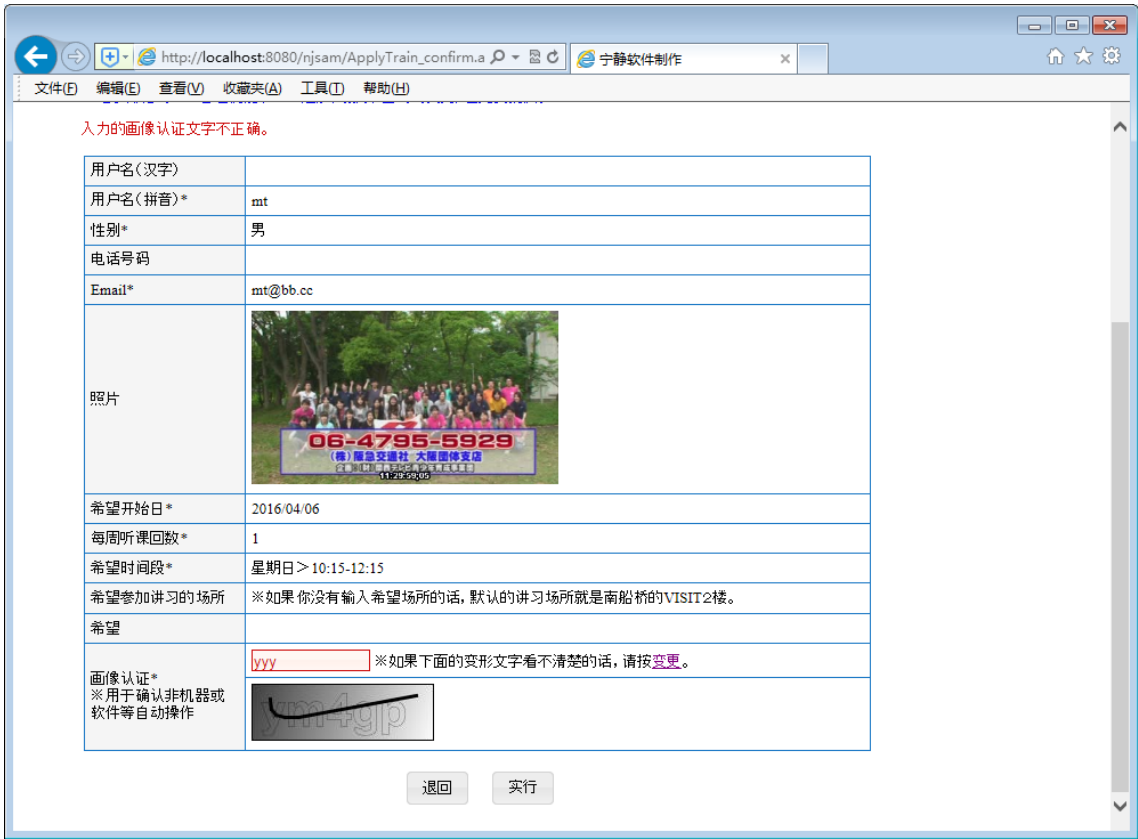 http://localhost:8080/njsam/ApplyTrain_confirm.a
宁静软件制作
文件(F) 编辑(E) 查看(V) 收藏夹(A) 工具(T) 帮助(H)
入力的画像认证文字不正确。
用户名(汉字)
用户名(拼音)* mt
性别* 男
电话号码
Email* mt@bb.cc
照片
06-4795-5929
(株)阪急交通社 大阪団体支店
11:29:59;05
希望开始日* 2016/04/06
每周听课回数* 1
希望时间段* 星期日＞10:15-12:15
希望参加讲习的场所 ※如果你没有输入希望场所的话, 默认的讲习场所就是南船桥的VISIT2楼。
希望
画像认证*
※用于确认非机器或
软件等自动操作
yyy ※如果下面的变形文字看不清楚的话, 请按变更。
ym4gp
退回 实行